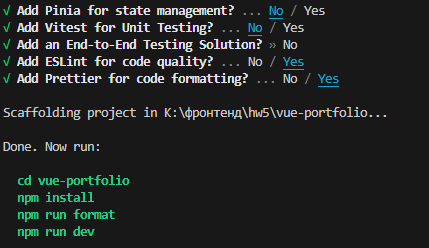 √ Add Pinia for state management? ... No / Yes
√ Add Vitest for Unit Testing? ... No / Yes
√ Add an End-to-End Testing Solution? » No
√ Add ESLint for code quality? ... No / Yes
√ Add Prettier for code formatting? ... No / Yes
Scaffolding project in K:\фронтенд\hw5\vue-portfolio...
Done. Now run:
cd vue-portfolio
npm install
npm run format
npm run dev